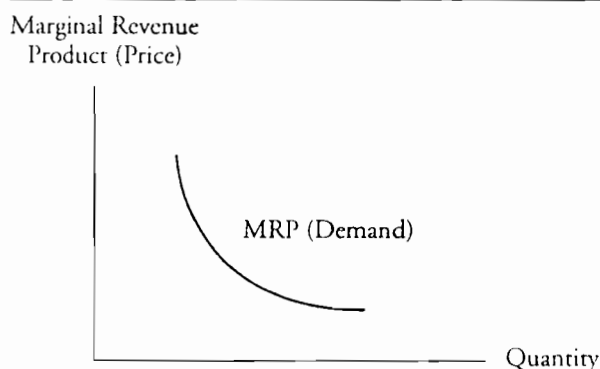 Marginal Revenue
Product (Price)
MRP (Demand)
Quantity